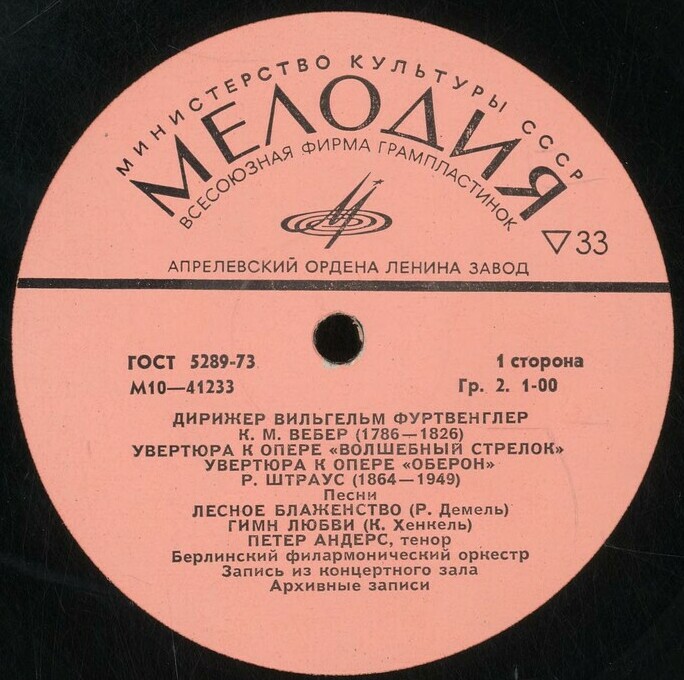 МИНИСТЕРСТВО КУЛЬТУРЫ СССР
МЕЛОДИЯ
ВСЕСОЮЗНАЯ ФИРМА ГРАМПЛАСТИНОК
▽33
АПРЕЛЕВСКИЙ ОРДЕНА ЛЕНИНА ЗАВОД
ГОСТ 5289-73
1 сторона
М10—41233
Гр. 2. 1-00
ДИРИЖЕР ВИЛЬГЕЛЬМ ФУРТВЕНГЛЕР
К. М. ВЕБЕР (1786—1826)
УВЕРТЮРА К ОПЕРЕ «ВОЛШЕБНЫЙ СТРЕЛОК»
УВЕРТЮРА К ОПЕРЕ «ОБЕРОН»
Р. ШТРАУС (1864—1949)
Песни
ЛЕСНОЕ БЛАЖЕНСТВО (Р. Демель)
ГИМН ЛЮБВИ (К. Хенкель)
ПЕТЕР АНДЕРС, тенор
Берлинский филармонический оркестр
Запись из концертного зала
Архивные записи